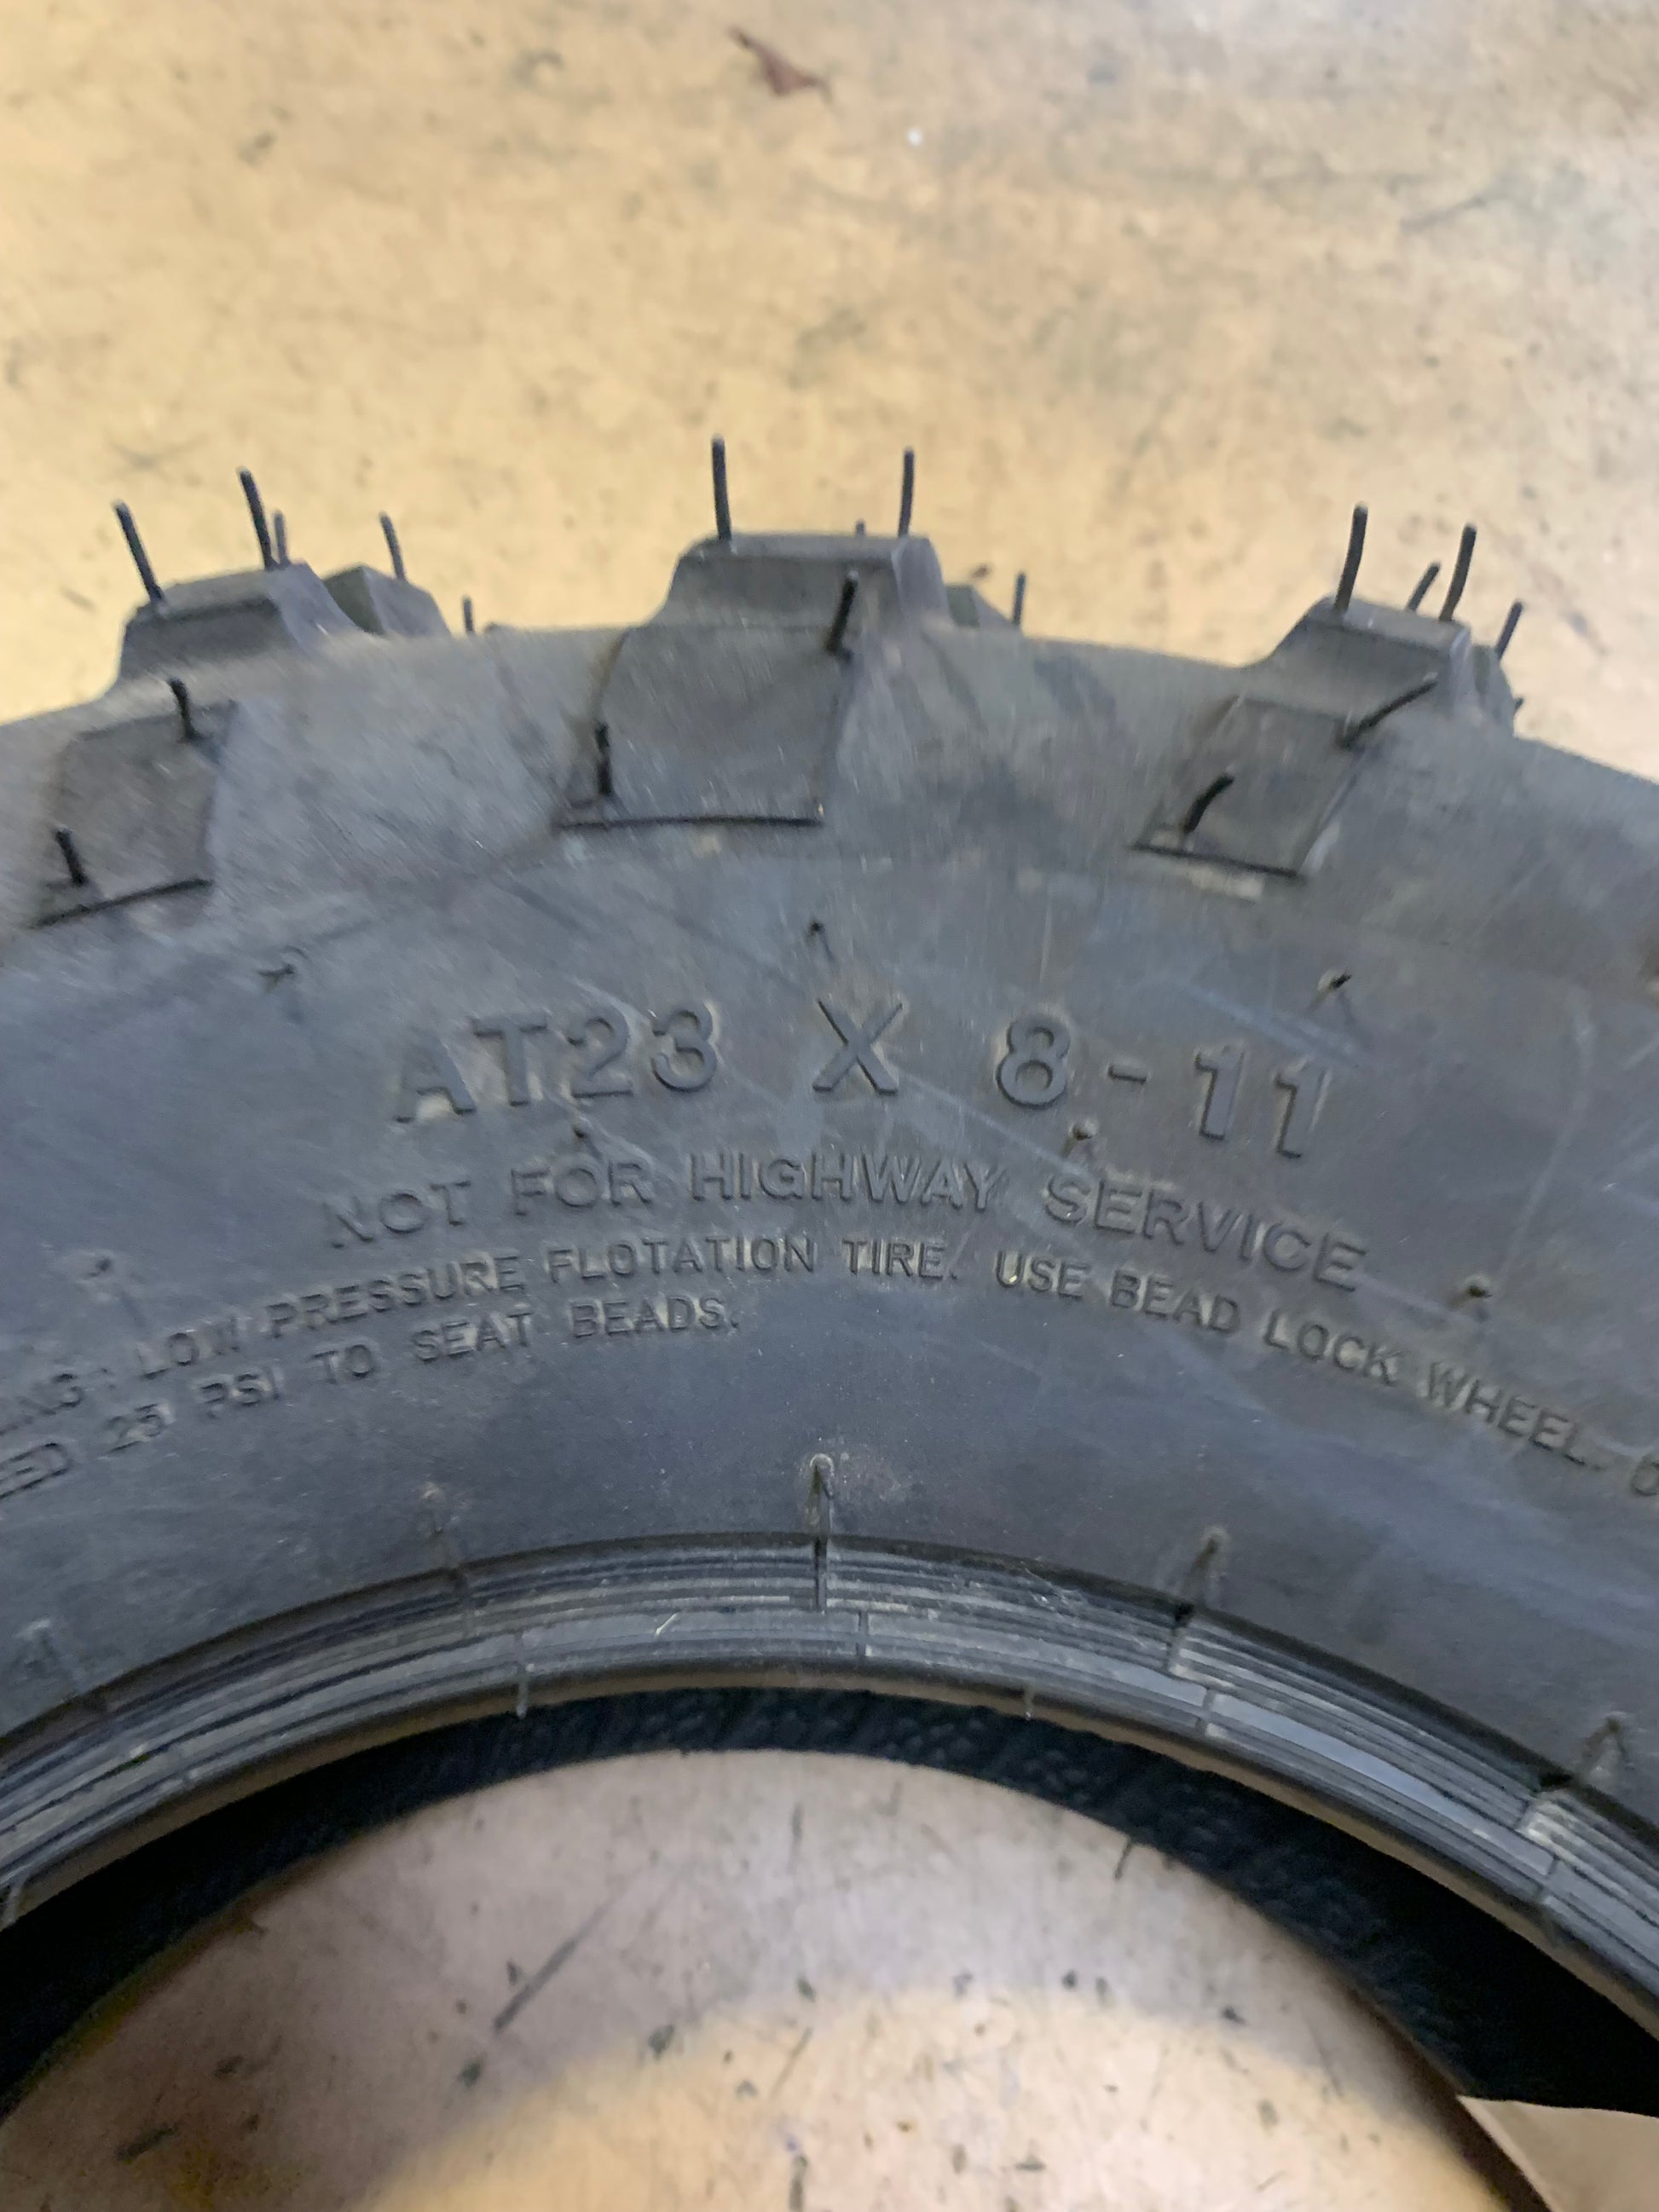 AT23 X 8-11
NOT FOR HIGHWAY SERVICE
LOW PRESSURE FLOTATION TIRE. USE BEAD LOCK WHEEL.
25 PSI TO SEAT BEADS.